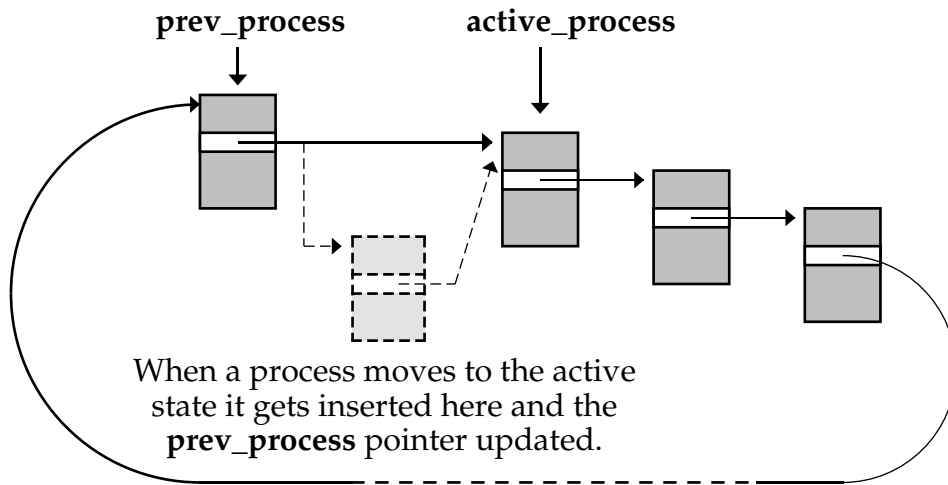 prev_process active_process
When a process moves to the active
state it gets inserted here and the
prev_process pointer updated.